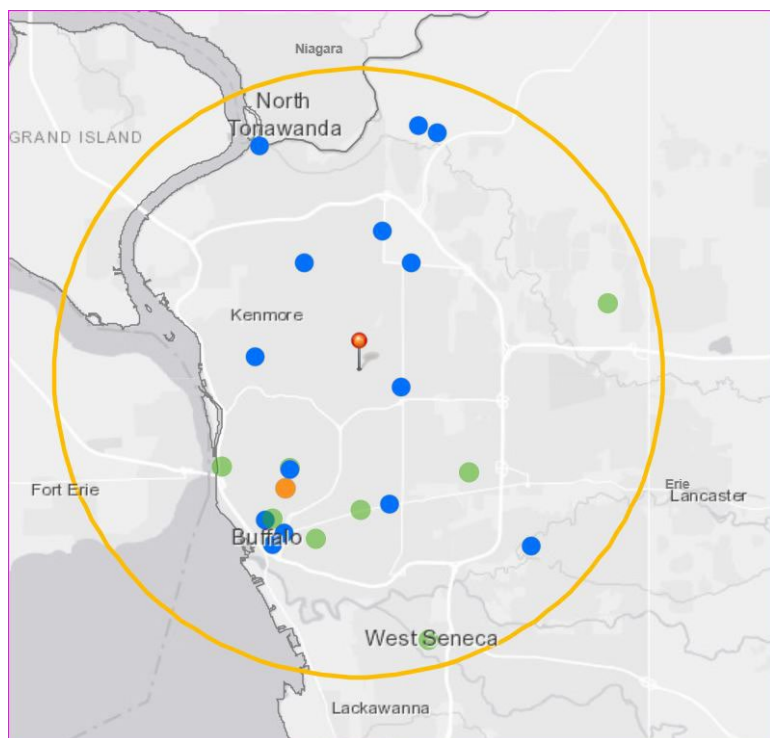 Niagara
North
Tonawanda
GRAND ISLAND
Kenmore
Fort Erie
Erie
Lancaster
Buffalo
West Seneca
Lackawanna